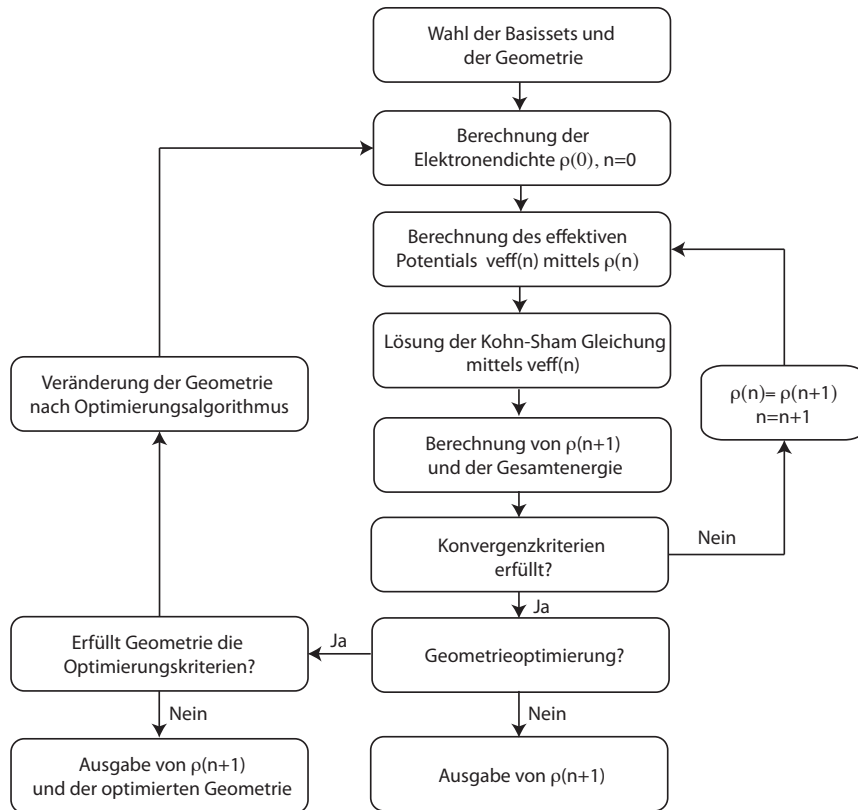 Wahl der Basissets und
der Geometrie
Berechnung der
Elektronendichte ρ(0), n=0
Berechnung des effektiven
Potentials veff(n) mittels ρ(n)
Lösung der Kohn-Sham Gleichung
mittels veff(n)
Veränderung der Geometrie
nach Optimierungsalgorithmus
ρ(n)= ρ(n+1)
n=n+1
Berechnung von ρ(n+1)
und der Gesamtenergie
Konvergenzkriterien
erfüllt?
Nein
Ja
Erfüllt Geometrie die
Optimierungskriterien?
Ja
Geometrieoptimierung?
Nein
Nein
Ausgabe von ρ(n+1)
und der optimierten Geometrie
Ausgabe von ρ(n+1)